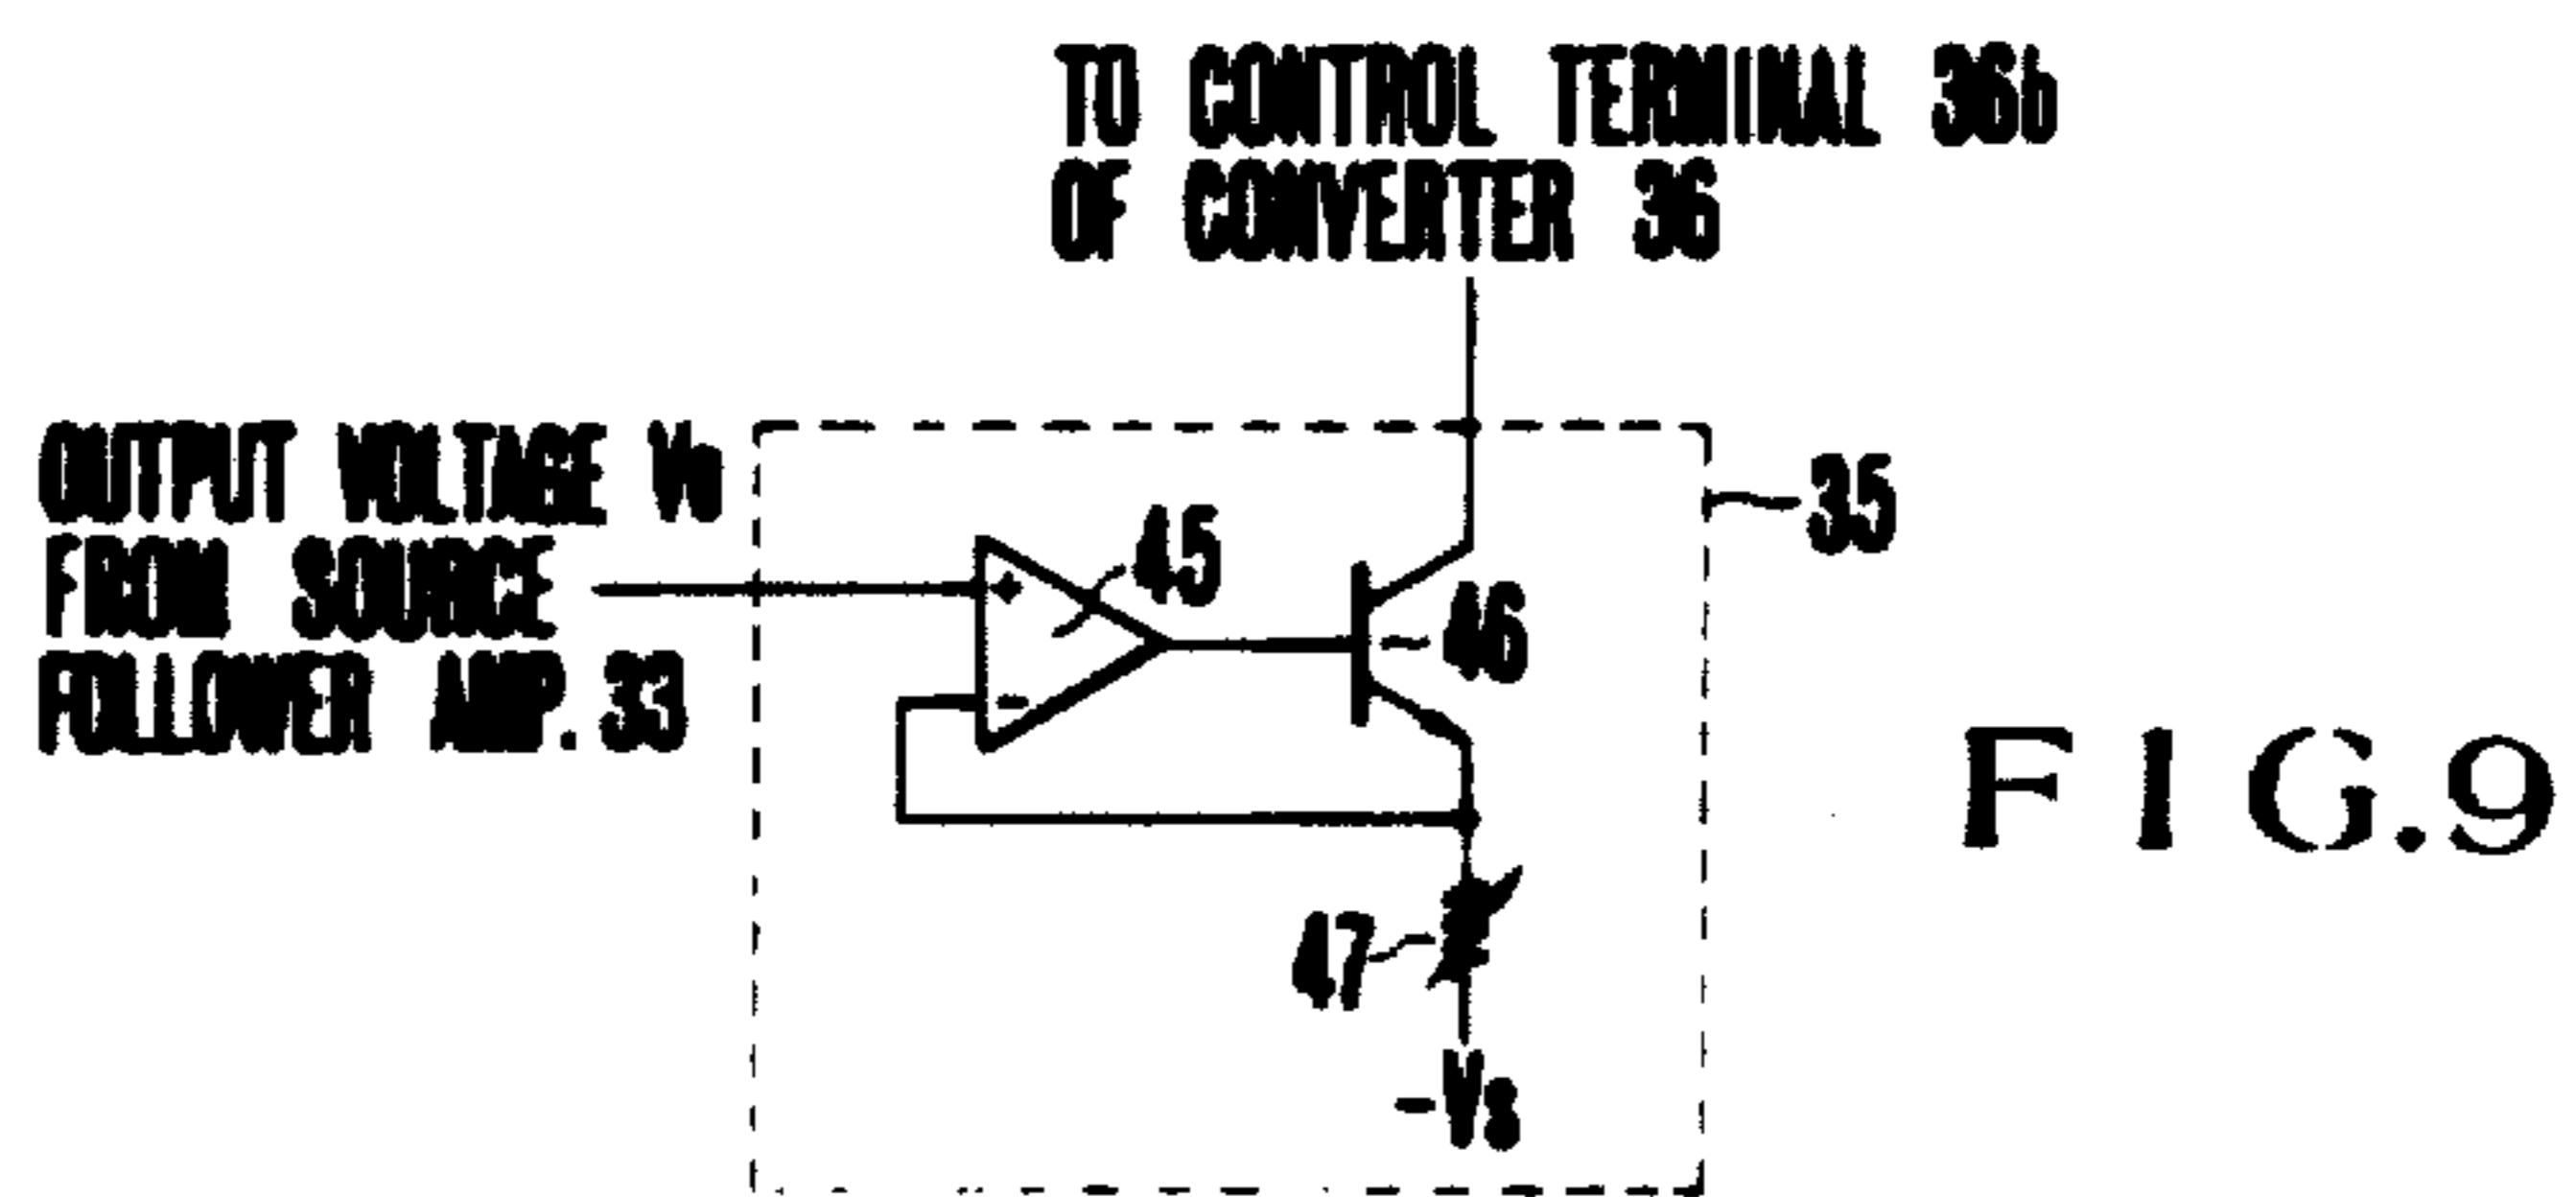 TO CONTROL TERMINAL 36b
OF CONVERTER 36
OUTPUT VOLTAGE Vo
FROM SOURCE
FOLLOWER AMP. 33
35
+
45
46
-
47
-Vs
FIG.9